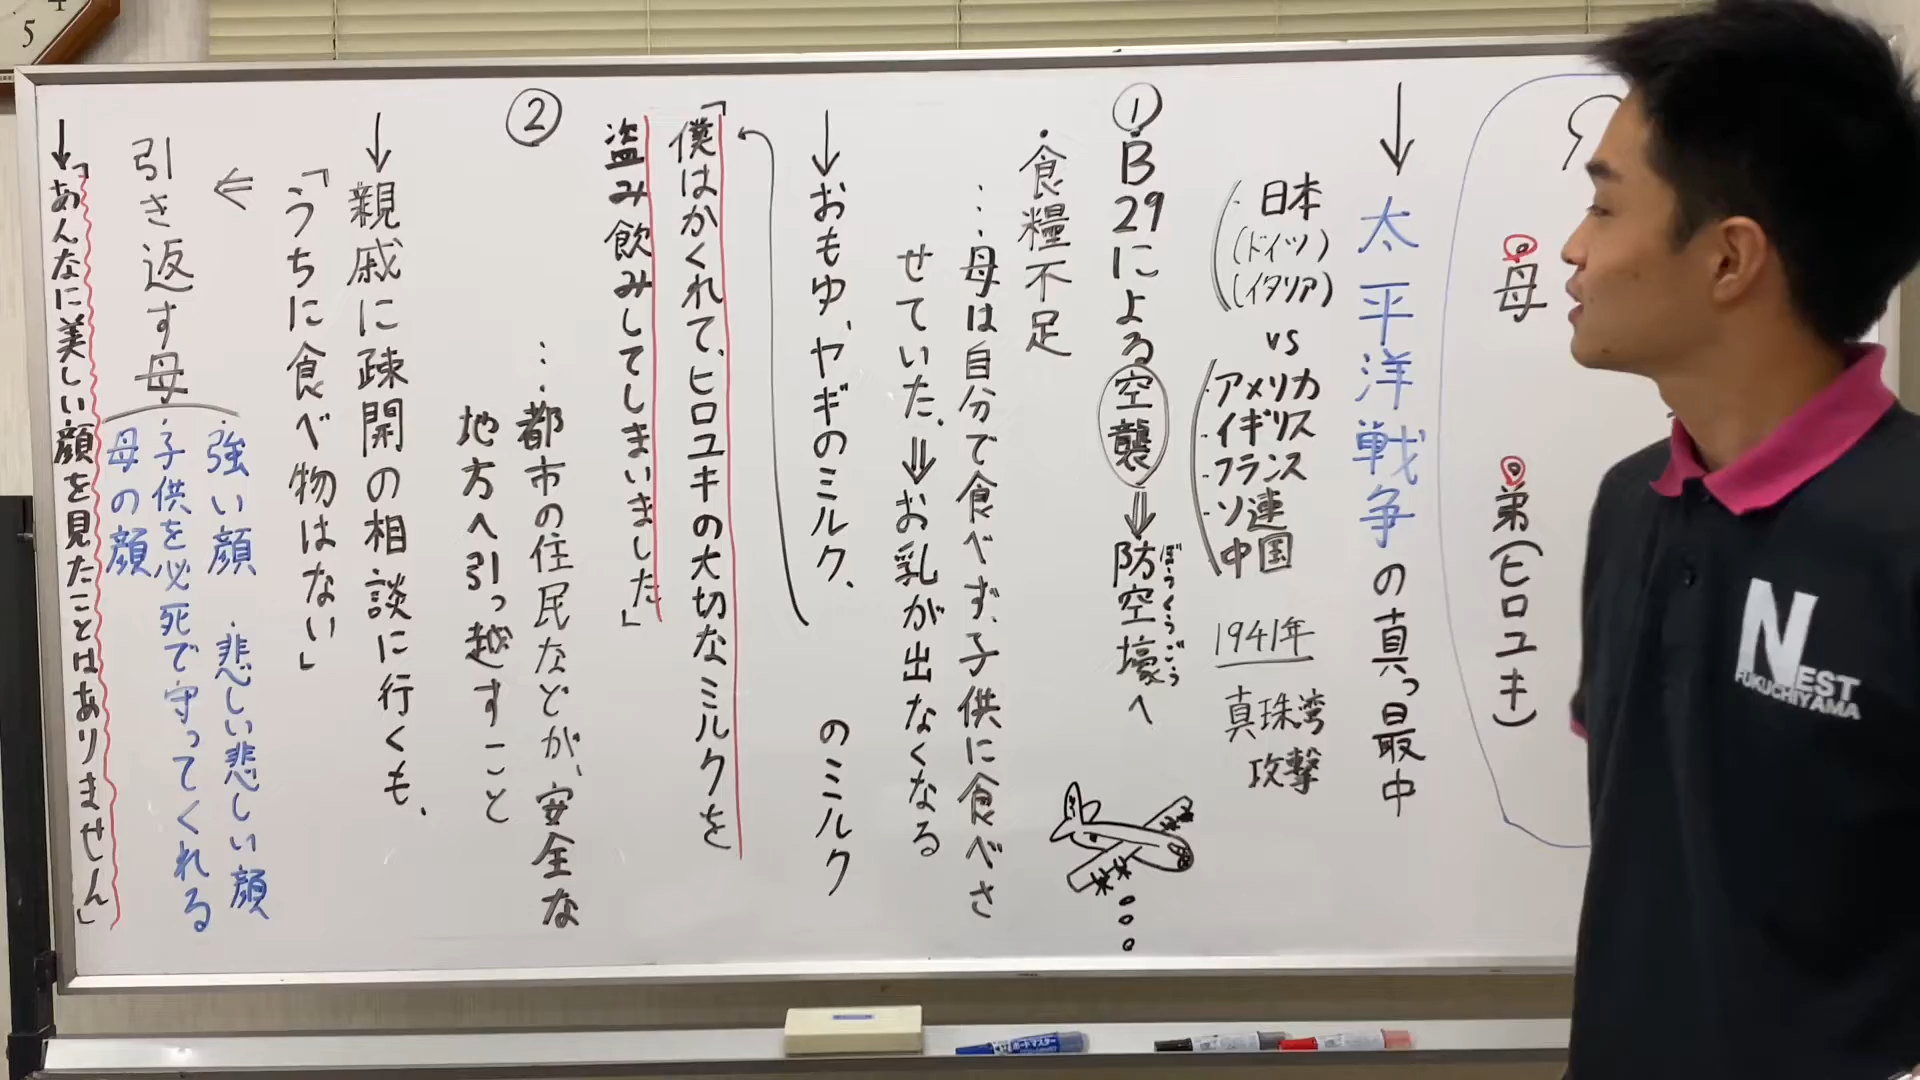 母
弟(ヒロユキ)
→太平洋戦争の真っ最中
・日本
・(ドイツ)
・(イタリア)
vs
・アメリカ
・イギリス
・フランス
・ソ連
・中国
1941年
真珠湾
攻撃
①
・B29による空襲⇒防空壕へ
ぼうくうごう
・食糧不足
……母は自分で食べず、子供に食べさ
せていた。⇒お乳が出なくなる
→おもゆ、ヤギのミルク、
のミルク
「僕はかくれて、ヒロユキの大切なミルクを
盗み飲みしてしまいました」
②
……都市の住民などが、安全な
地方へ引っ越すこと
→親戚に疎開の相談に行くも、
「うちに食べ物はない」
⇐
引き返す母
・強い顔 ・悲しい悲しい顔
・子供を必死で守ってくれる
母の顔
→「あんなに美しい顔を見たことはありません」
NEST
FUKUCHIYAMA
ボードマスター
5